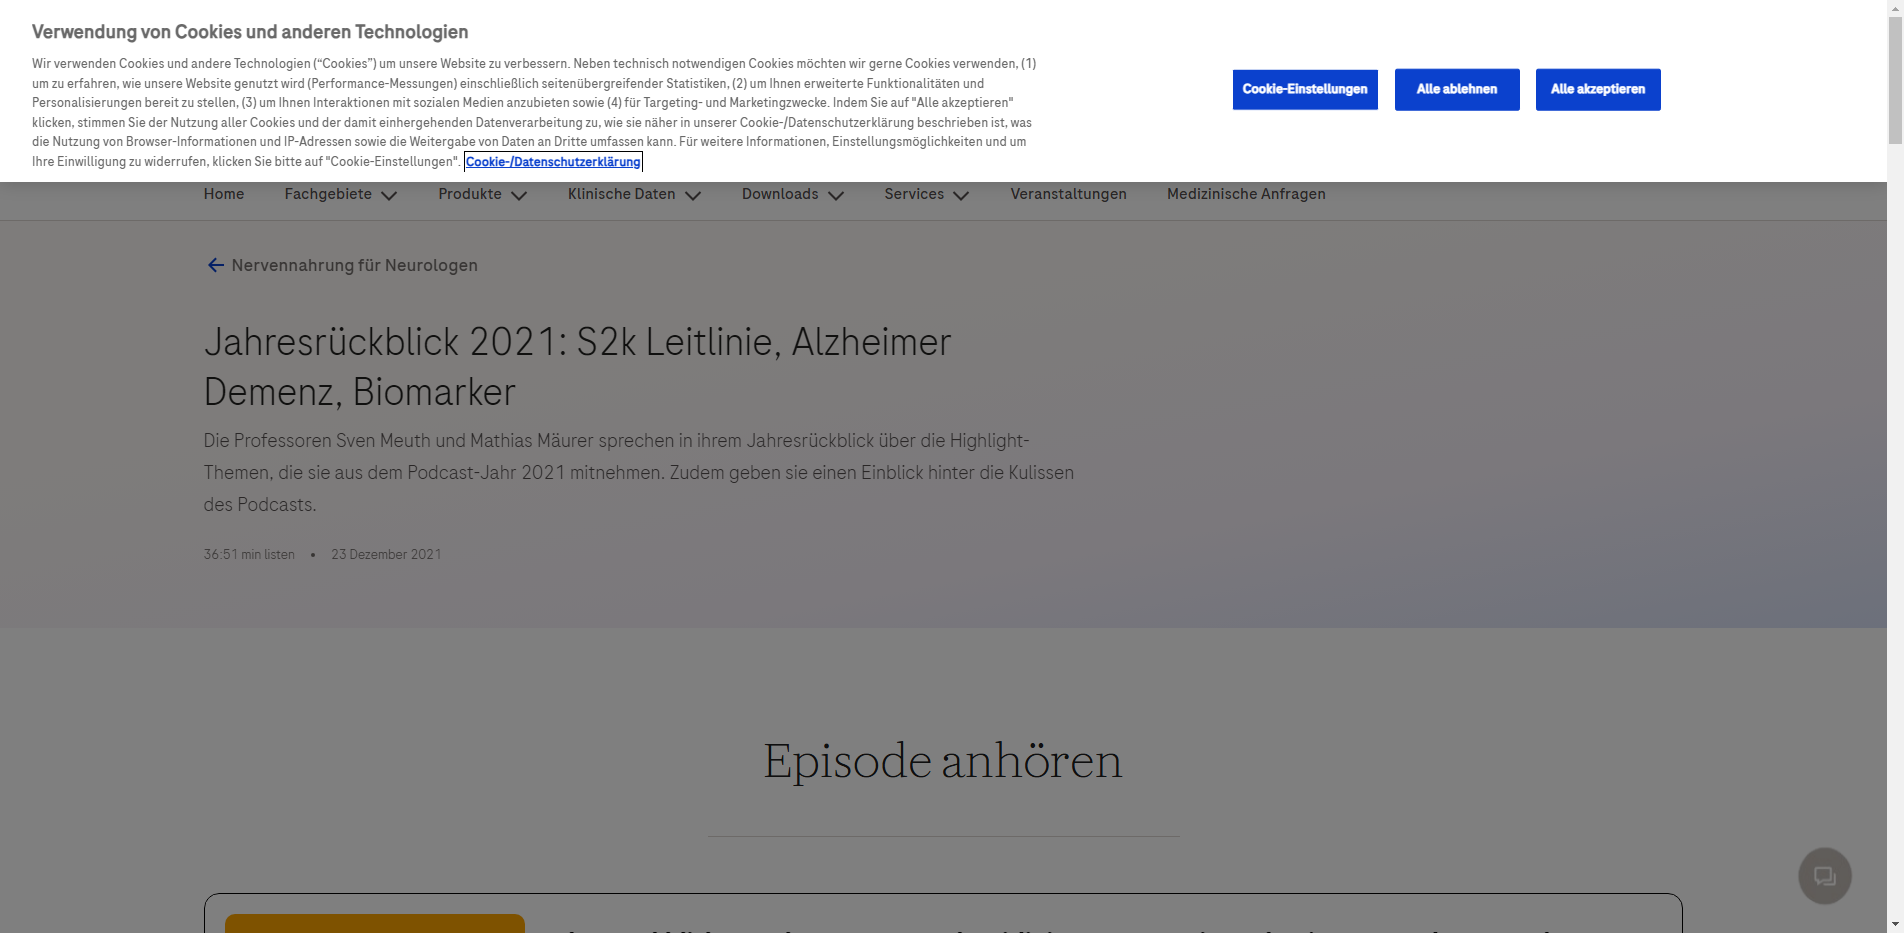 Verwendung von Cookies und anderen Technologien
Wir verwenden Cookies und andere Technologien (“Cookies”) um unsere Website zu verbessern. Neben technisch notwendigen Cookies möchten wir gerne Cookies verwenden, (1)
um zu erfahren, wie unsere Website genutzt wird (Performance-Messungen) einschließlich seitenübergreifender Statistiken, (2) um Ihnen erweiterte Funktionalitäten und
Personalisierungen bereit zu stellen, (3) um Ihnen Interaktionen mit sozialen Medien anzubieten sowie (4) für Targeting- und Marketingzwecke. Indem Sie auf "Alle akzeptieren"
klicken, stimmen Sie der Nutzung aller Cookies und der damit einhergehenden Datenverarbeitung zu, wie sie näher in unserer Cookie-/Datenschutzerklärung beschrieben ist, was
die Nutzung von Browser-Informationen und IP-Adressen sowie die Weitergabe von Daten an Dritte umfassen kann. Für weitere Informationen, Einstellungsmöglichkeiten und um
Ihre Einwilligung zu widerrufen, klicken Sie bitte auf "Cookie-Einstellungen". Cookie-/Datenschutzerklärung
Cookie-Einstellungen Alle ablehnen Alle akzeptieren
Home Fachgebiete Produkte Klinische Daten Downloads Services Veranstaltungen Medizinische Anfragen
Nervennahrung für Neurologen
Jahresrückblick 2021: S2k Leitlinie, Alzheimer
Demenz, Biomarker
Die Professoren Sven Meuth und Mathias Mäurer sprechen in ihrem Jahresrückblick über die Highlight-
Themen, die sie aus dem Podcast-Jahr 2021 mitnehmen. Zudem geben sie einen Einblick hinter die Kulissen
des Podcasts.
36:51 min listen • 23 Dezember 2021
Episode anhören